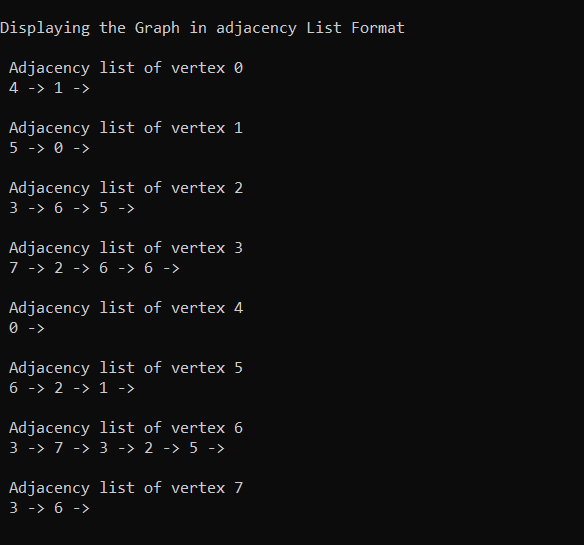 Displaying the Graph in adjacency List Format
Adjacency list of vertex 0
4 -> 1 ->
Adjacency list of vertex 1
5 -> 0 ->
Adjacency list of vertex 2
3 -> 6 -> 5 ->
Adjacency list of vertex 3
7 -> 2 -> 6 -> 6 ->
Adjacency list of vertex 4
0 ->
Adjacency list of vertex 5
6 -> 2 -> 1 ->
Adjacency list of vertex 6
3 -> 7 -> 3 -> 2 -> 5 ->
Adjacency list of vertex 7
3 -> 6 ->